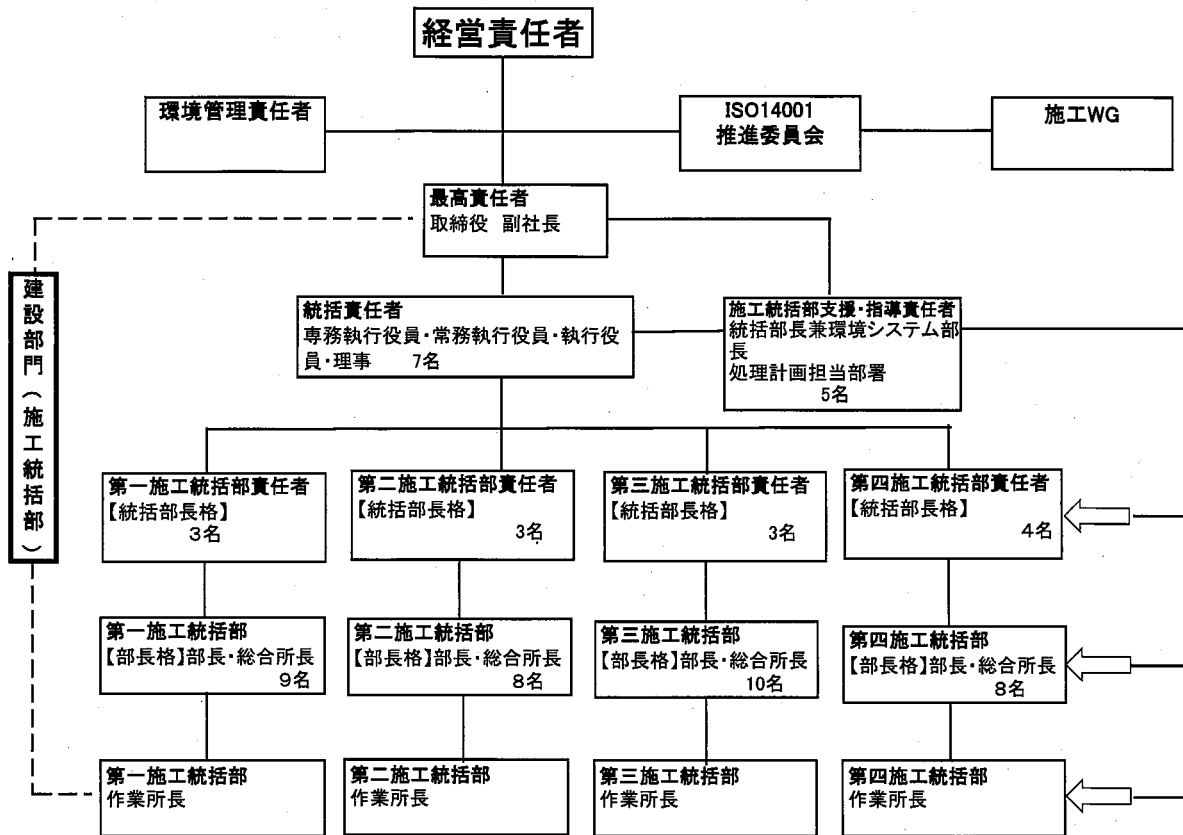 経営責任者
環境管理責任者
ISO14001
推進委員会
施工WG
最高責任者
取締役 副社長
建設部門（施工統括部）
統括責任者
専務執行役員・常務執行役員・執行役
員・理事 7名
施工統括部支援・指導責任者
統括部長兼環境システム部
長
処理計画担当部署
5名
第一施工統括部責任者
【統括部長格】
3名
第二施工統括部責任者
【統括部長格】
3名
第三施工統括部責任者
【統括部長格】
3名
第四施工統括部責任者
【統括部長格】
4名
第一施工統括部
【部長格】部長・総合所長
9名
第二施工統括部
【部長格】部長・総合所長
8名
第三施工統括部
【部長格】部長・総合所長
10名
第四施工統括部
【部長格】部長・総合所長
8名
第一施工統括部
作業所長
第二施工統括部
作業所長
第三施工統括部
作業所長
第四施工統括部
作業所長